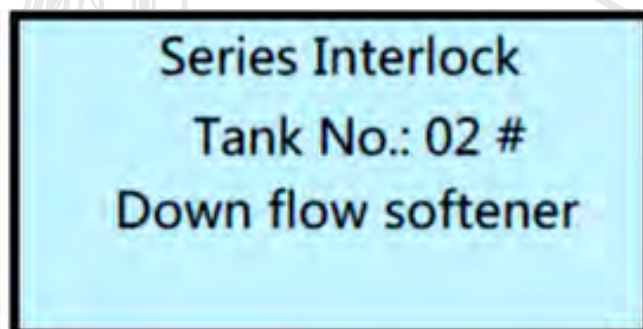 Series Interlock
Tank No.: 02 #
Down flow softener